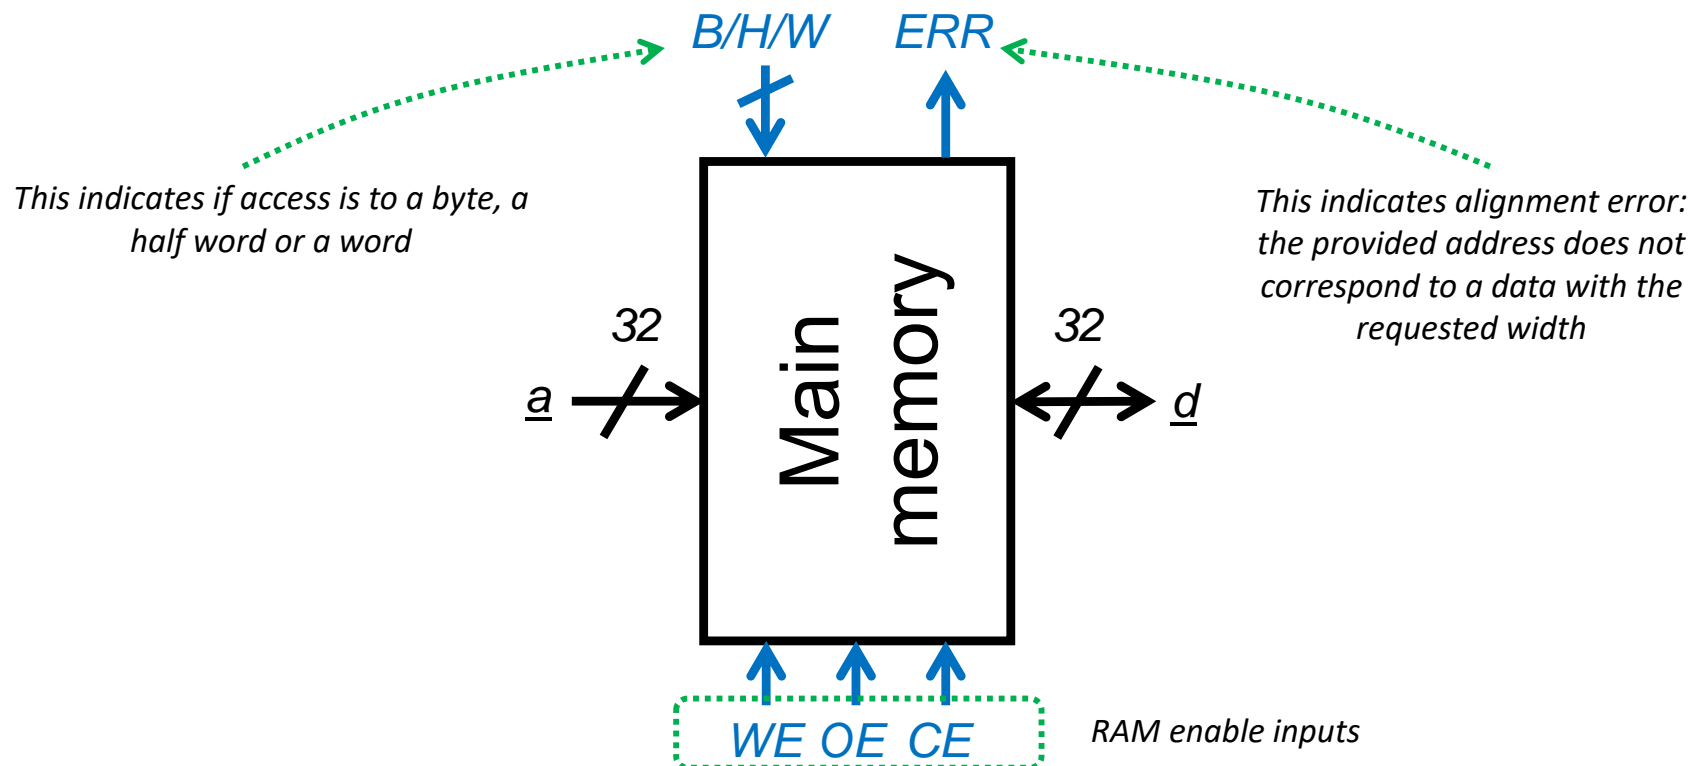 B/H/W
ERR
This indicates if access is to a byte, a
half word or a word
This indicates alignment error:
the provided address does not
correspond to a data with the
requested width
32
32
a
d
Main
memory
WE OE CE
RAM enable inputs